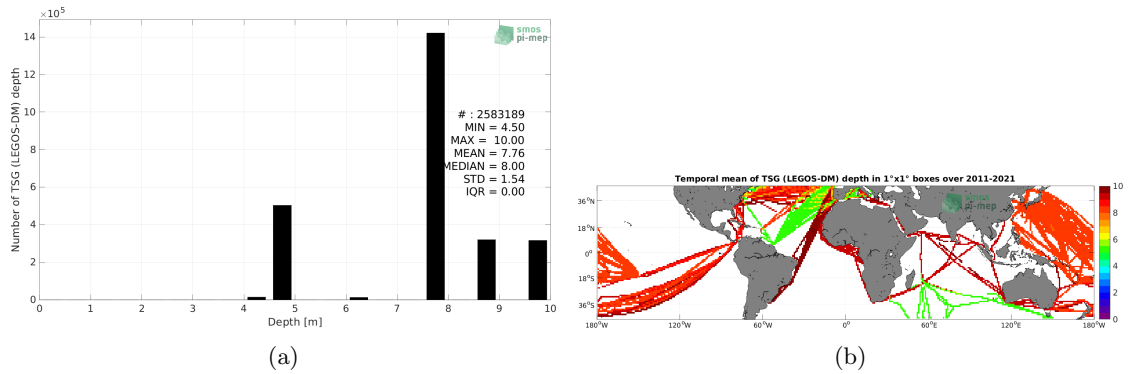 ×10⁵
14
12
10
8
6
4
2
0
Number of TSG (LEGOS-DM) depth
smos
pi-mep
# : 2583189
MIN = 4.50
MAX = 10.00
MEAN = 7.76
MEDIAN = 8.00
STD = 1.54
IQR = 0.00
0 1 2 3 4 5 6 7 8 9 10
Depth [m]
(a)
Temporal mean of TSG (LEGOS-DM) depth in 1°x1° boxes over 2011-2021
smos
pi-mep
36°N
18°N
0°
18°S
36°S
180°W 120°W 60°W 0° 60°E 120°E 180°W
10
8
6
4
2
0
(b)